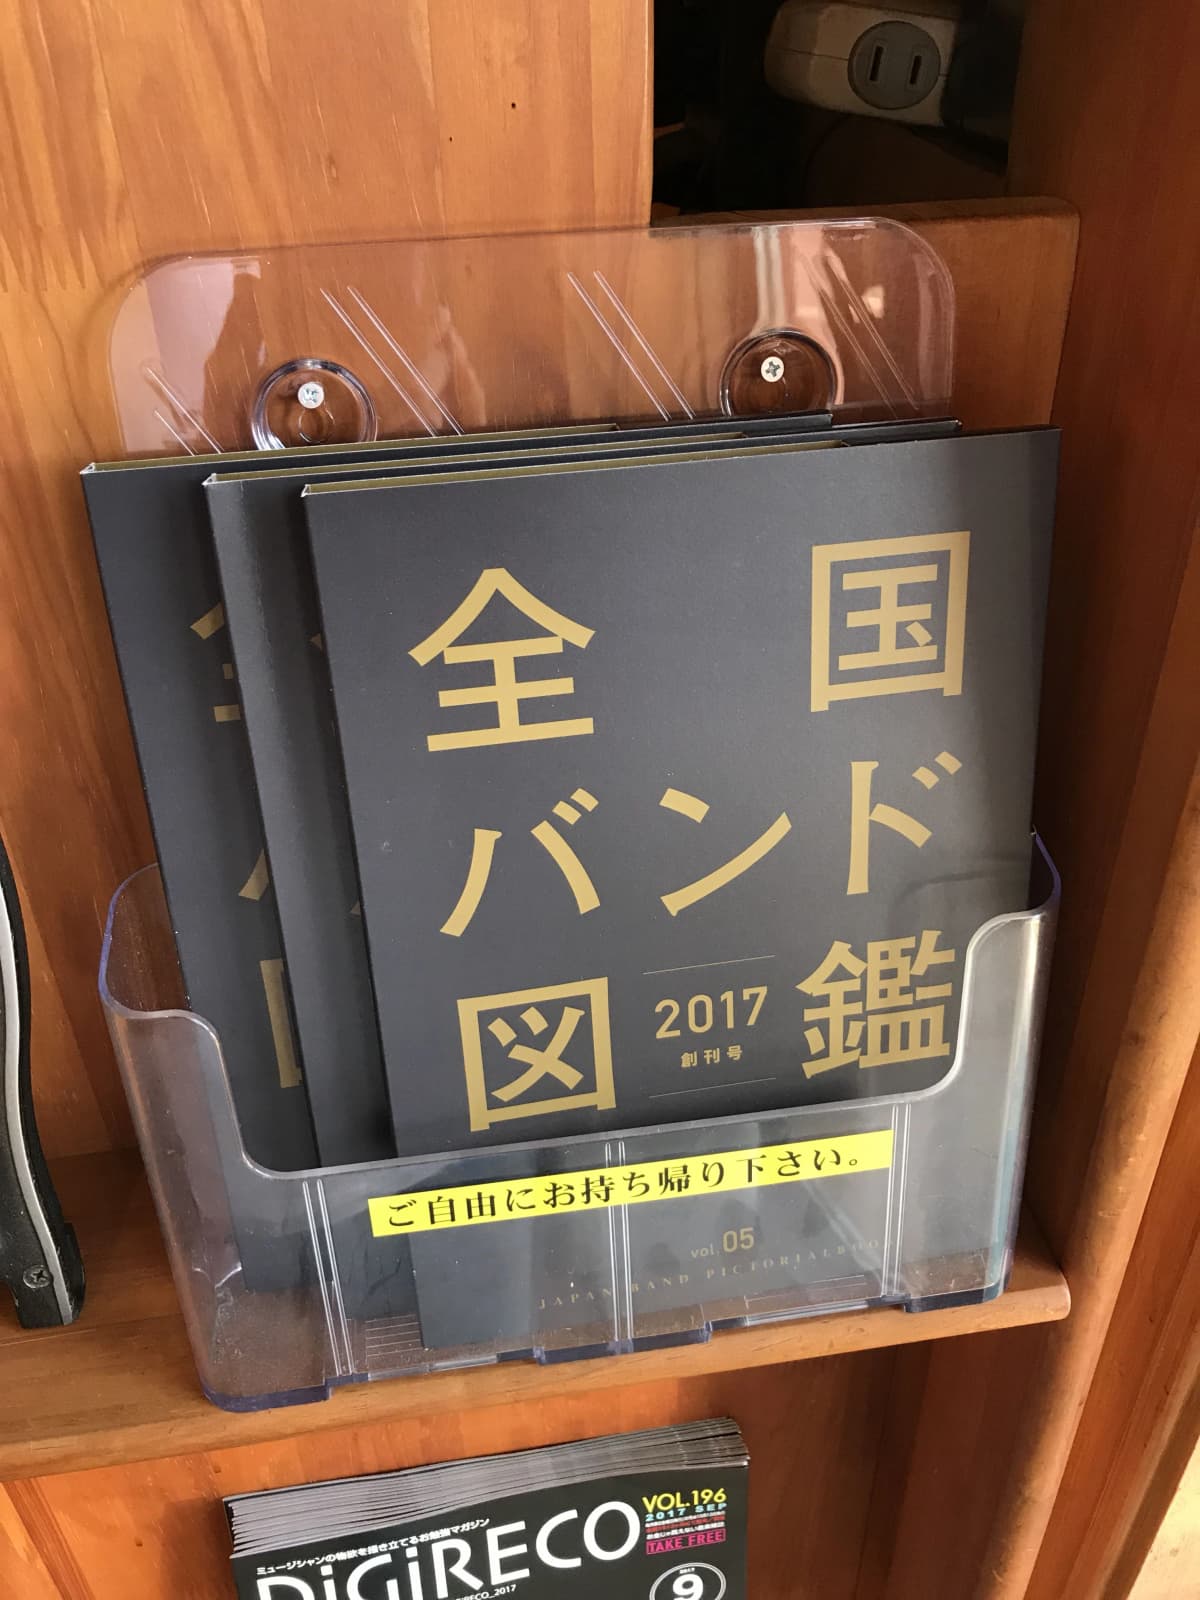 全国
バンド
図鑑
2017
創刊号
ご自由にお持ち帰り下さい。
vol.05
JAPAN BAND PICTORIAL BOO
ミュージシャンの物欲を掻き立てるお勉強マガジン
DiGiRECO
VOL.196
2017 SEP
TAKE FREE
9